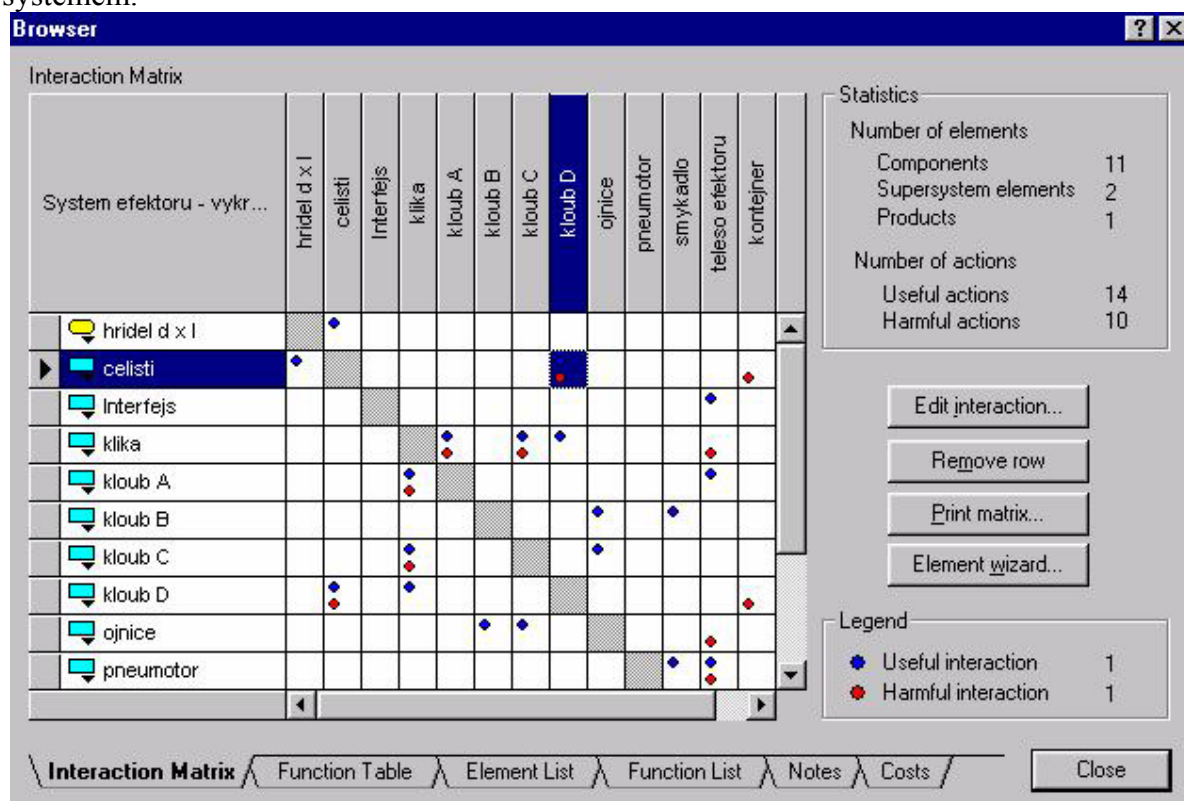 systemem.
Browser
Interaction Matrix
System efektoru - vykr...
hridel d x l
celisti
Interfejs
klika
kloub A
kloub B
kloub C
kloub D
ojnice
pneumotor
smykadlo
teleso efektoru
kontejner
hridel d x l
celisti
Interfejs
klika
kloub A
kloub B
kloub C
kloub D
ojnice
pneumotor
Statistics
Number of elements
Components 11
Supersystem elements 2
Products 1
Number of actions
Useful actions 14
Harmful actions 10
Edit interaction...
Remove row
Print matrix...
Element wizard...
Legend
Useful interaction 1
Harmful interaction 1
Interaction Matrix Function Table Element List Function List Notes Costs Close